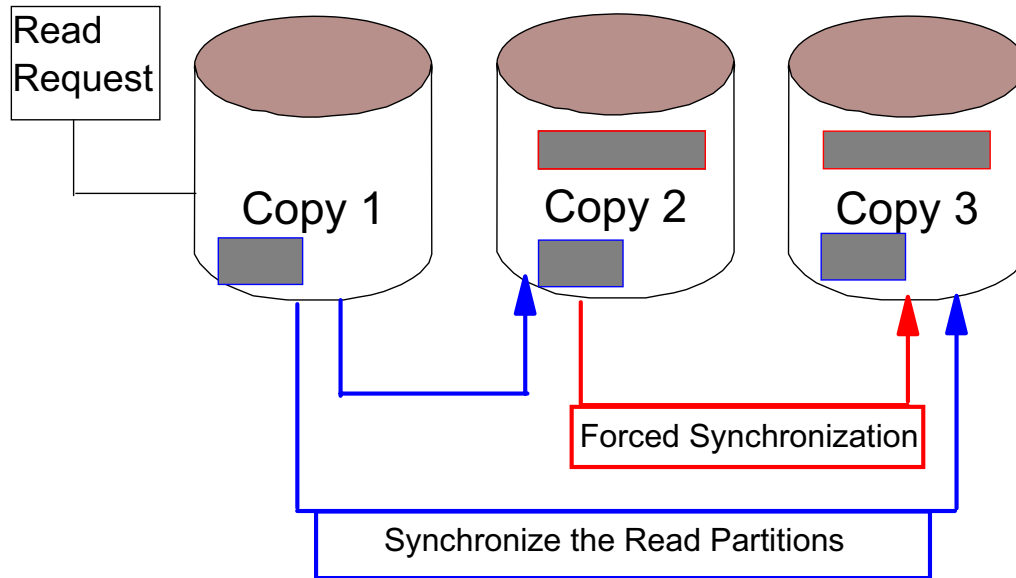 Read
Request
Copy 1
Copy 2
Copy 3
Forced Synchronization
Synchronize the Read Partitions